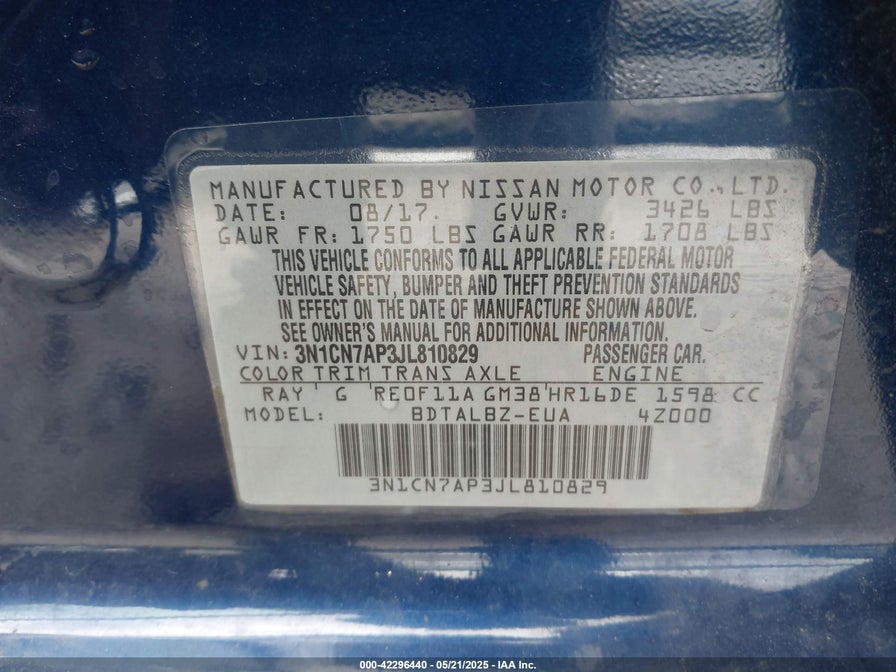 MANUFACTURED BY NISSAN MOTOR CO., LTD.
DATE: 08/17. GVWR: 3426 LBS
GAWR FR: 1750 LBS GAWR RR: 1708 LBS
THIS VEHICLE CONFORMS TO ALL APPLICABLE FEDERAL MOTOR
VEHICLE SAFETY, BUMPER AND THEFT PREVENTION STANDARDS
IN EFFECT ON THE DATE OF MANUFACTURE SHOWN ABOVE.
SEE OWNER'S MANUAL FOR ADDITIONAL INFORMATION.
VIN: 3N1CN7AP3JL810829 PASSENGER CAR.
COLOR TRIM TRANS AXLE ENGINE
RAY G RE0F11A GM38 HR16DE 1598 CC
MODEL: BDTALBZ-EUA 4Z000
3N1CN7AP3JL810829
000-42296440 - 05/21/2025 - IAA Inc.